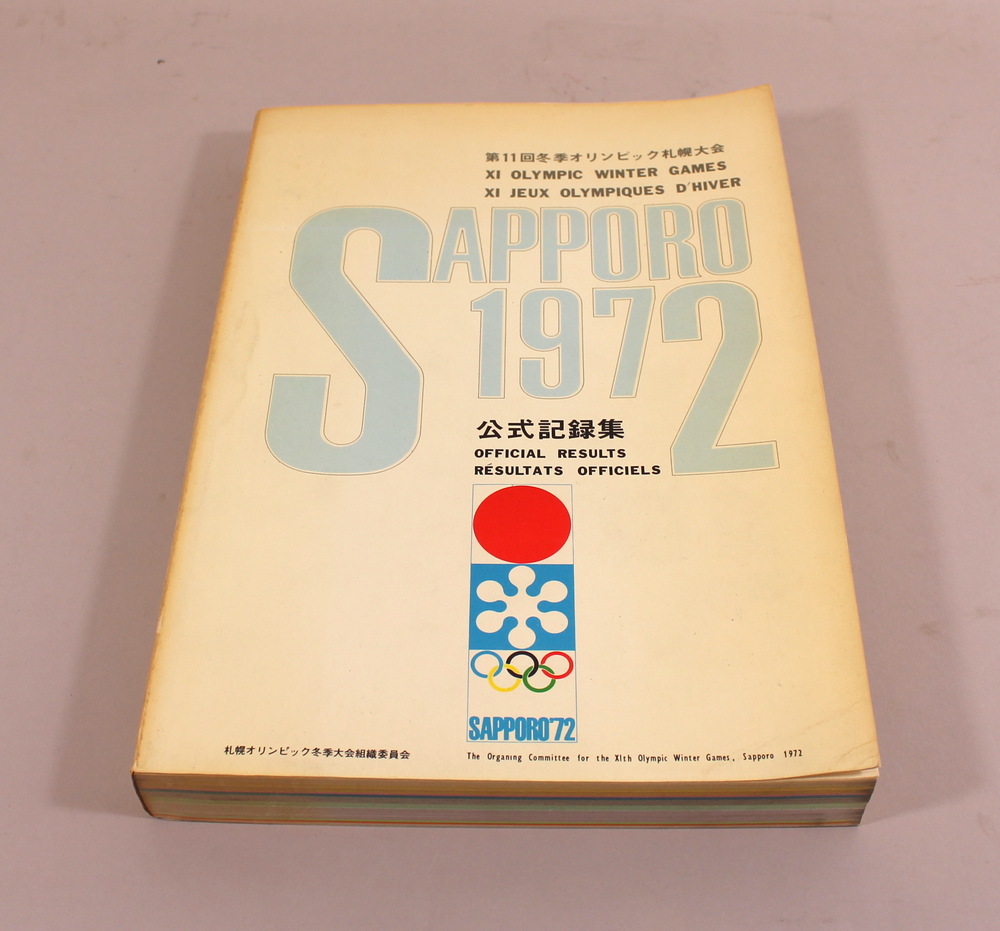 第11回冬季オリンピック札幌大会
XI OLYMPIC WINTER GAMES
XI JEUX OLYMPIQUES D'HIVER
SAPPORO
1972
公式記録集
OFFICIAL RESULTS
RÉSULTATS OFFICIELS
SAPPORO'72
札幌オリンピック冬季大会組織委員会
The Organing Committee for the XIth Olympic Winter Games, Sapporo 1972